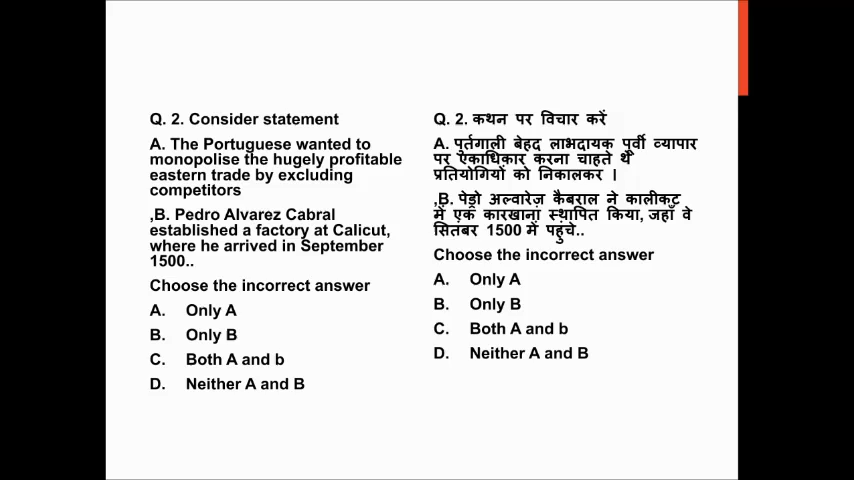 Q. 2. Consider statement
A. The Portuguese wanted to
monopolise the hugely profitable
eastern trade by excluding
competitors
,B. Pedro Alvarez Cabral
established a factory at Calicut,
where he arrived in September
1500..
Choose the incorrect answer
A. Only A
B. Only B
C. Both A and b
D. Neither A and B
Q. 2. कथन पर विचार करें
A. पुर्तगाली बेहद लाभदायक पूर्वी व्यापार
पर एकाधिकार करना चाहते थे
प्रतियोगियों को निकालकर ।
,B. पेड्रो अल्वारेज़ कैबराल ने कालीकट
में एक कारखाना स्थापित किया, जहाँ वे
सितंबर 1500 में पहुंचे..
Choose the incorrect answer
A. Only A
B. Only B
C. Both A and b
D. Neither A and B